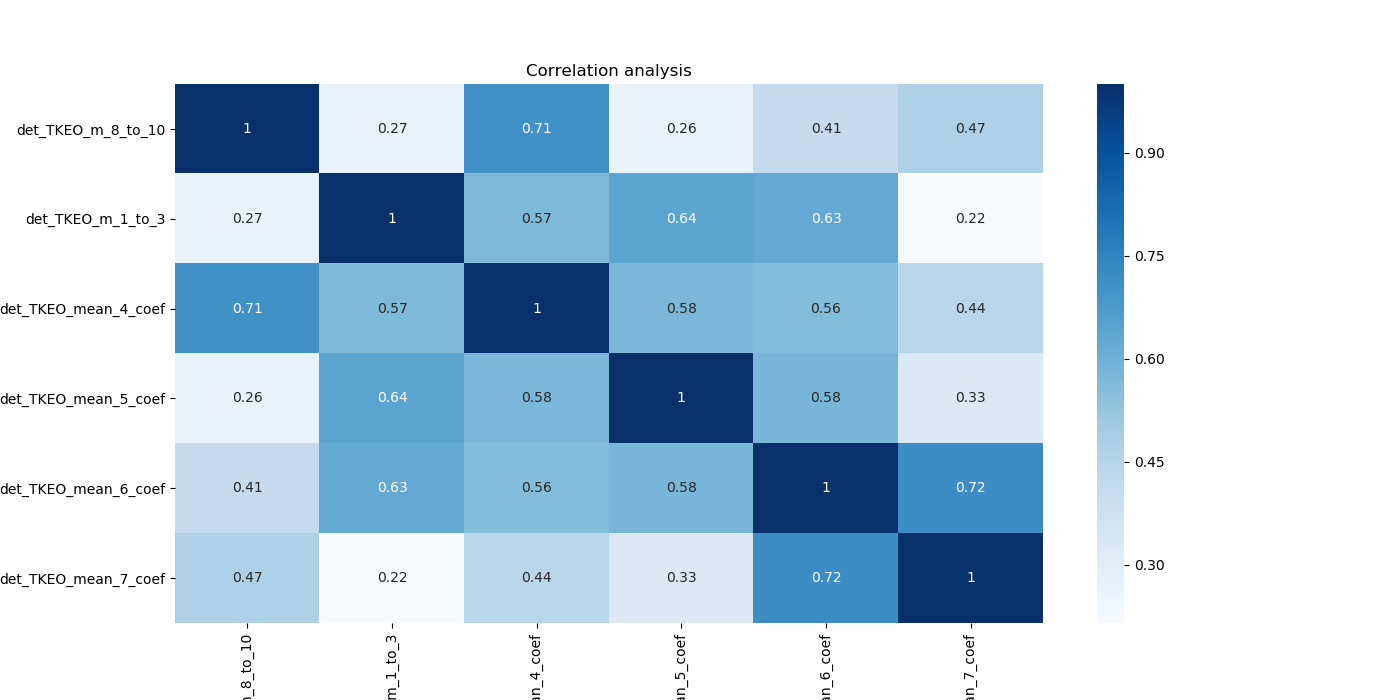 Correlation analysis
det_TKEO_m_8_to_10 1 0.27 0.71 0.26 0.41 0.47
det_TKEO_m_1_to_3 0.27 1 0.57 0.64 0.63 0.22
det_TKEO_mean_4_coef 0.71 0.57 1 0.58 0.56 0.44
det_TKEO_mean_5_coef 0.26 0.64 0.58 1 0.58 0.33
det_TKEO_mean_6_coef 0.41 0.63 0.56 0.58 1 0.72
det_TKEO_mean_7_coef 0.47 0.22 0.44 0.33 0.72 1
_8_to_10
m_1_to_3
an_4_coef
an_5_coef
an_6_coef
an_7_coef
0.90
0.75
0.60
0.45
0.30